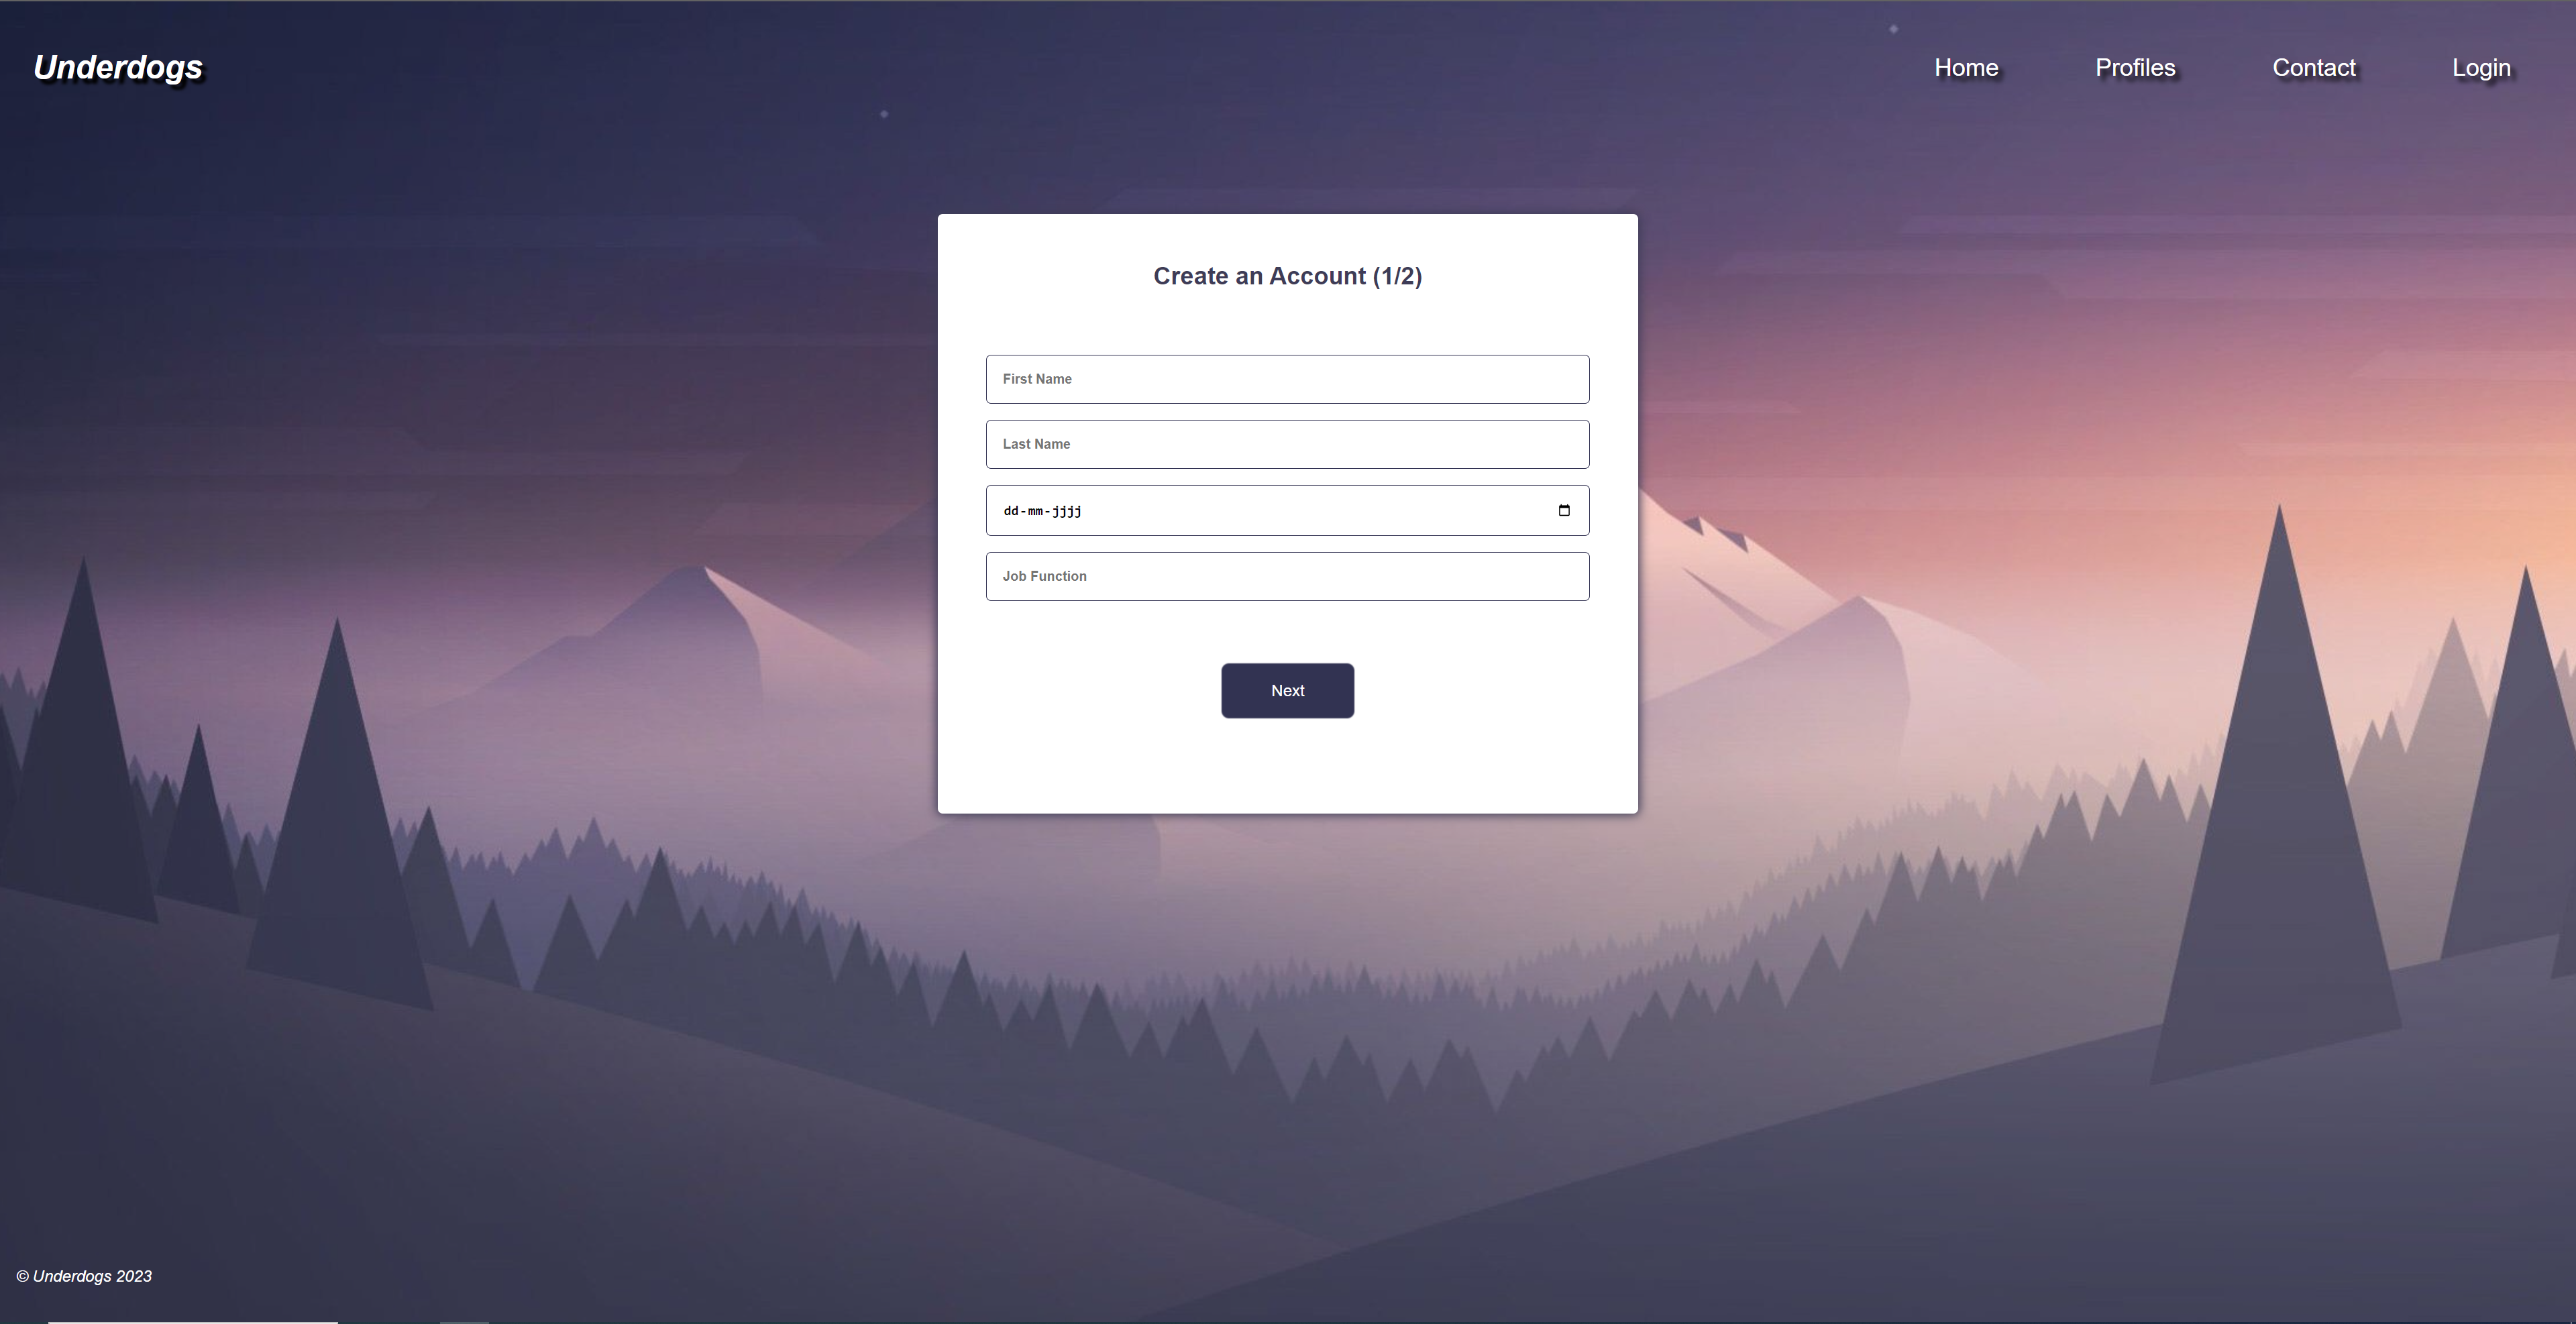 Underdogs
Home Profiles Contact Login
Create an Account (1/2)
First Name
Last Name
dd-mm-jjjj
Job Function
Next
© Underdogs 2023